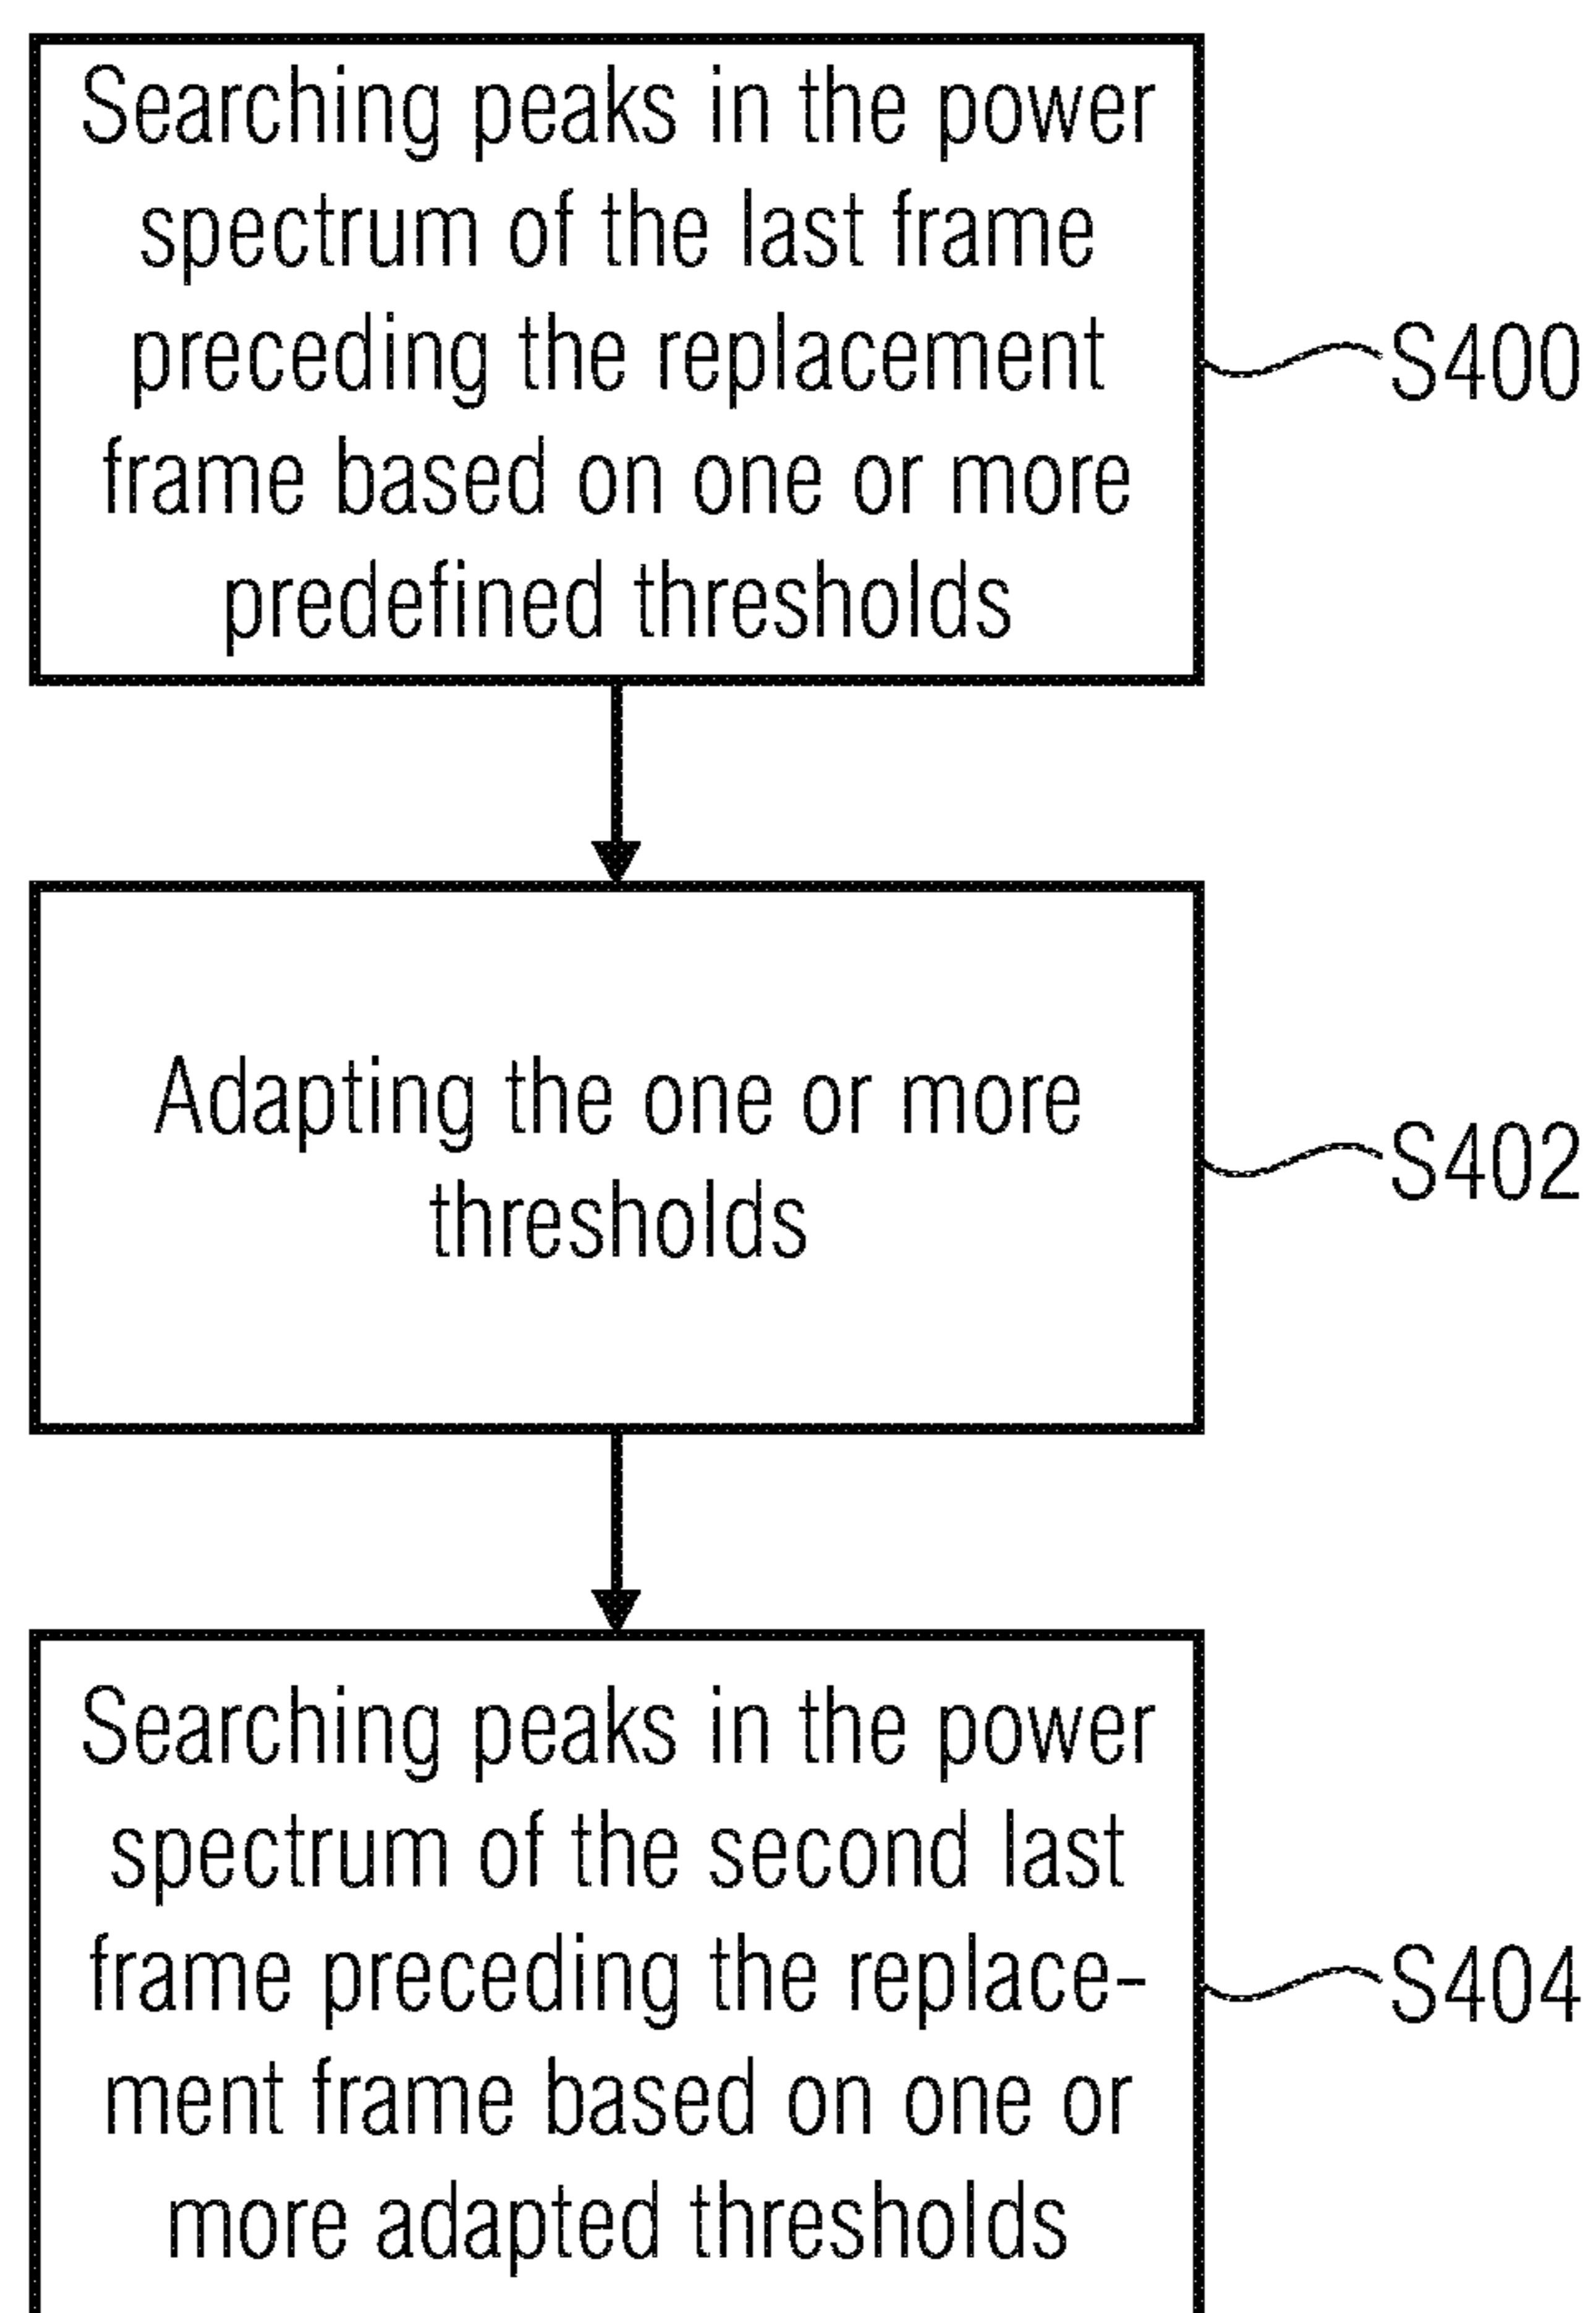 Searching peaks in the power
spectrum of the last frame
preceding the replacement
frame based on one or more
predefined thresholds
S400
Adapting the one or more
thresholds
S402
Searching peaks in the power
spectrum of the second last
frame preceding the replace-
ment frame based on one or
more adapted thresholds
S404